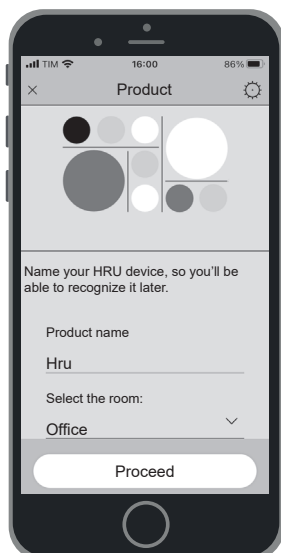 TIM 16:00 86%
× Product
Name your HRU device, so you'll be
able to recognize it later.
Product name
Hru
Select the room:
Office
Proceed